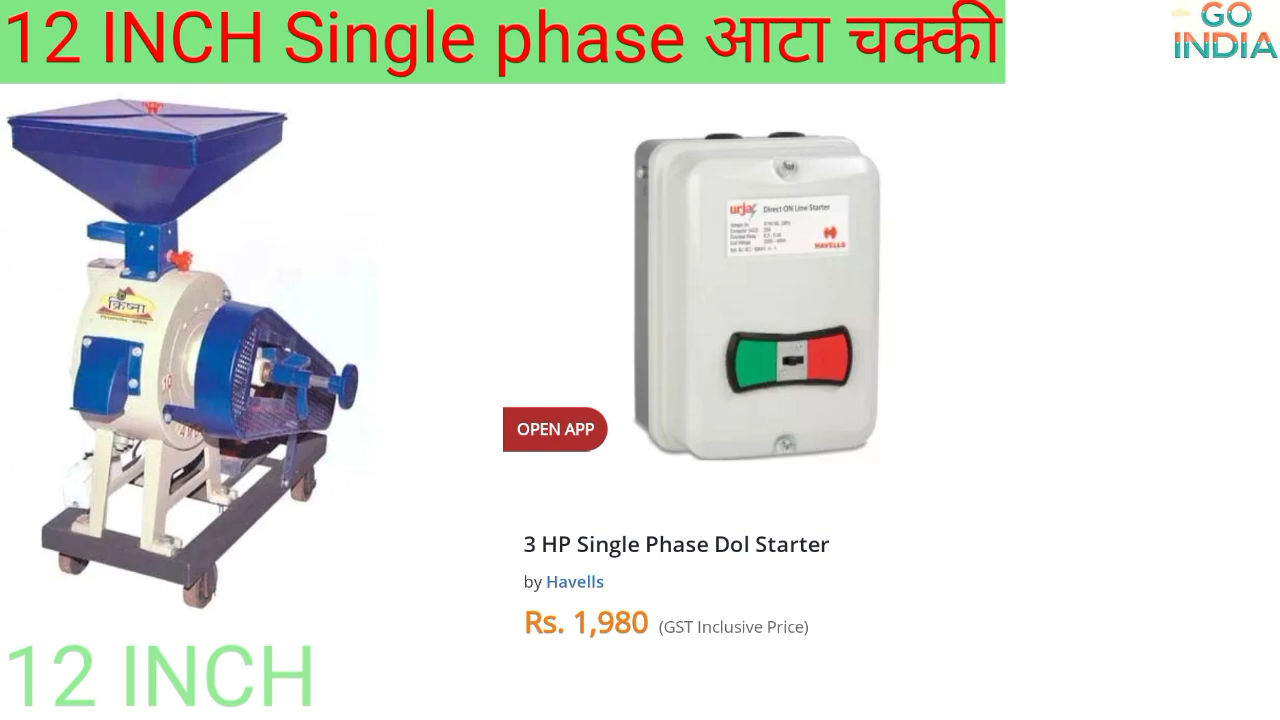 12 INCH Single phase आटा चक्की
GO
INDIA
क्रिष्ना
urja
Direct ON Line Starter
HAVELLS
OPEN APP
3 HP Single Phase Dol Starter
by Havells
Rs. 1,980 (GST Inclusive Price)
12 INCH